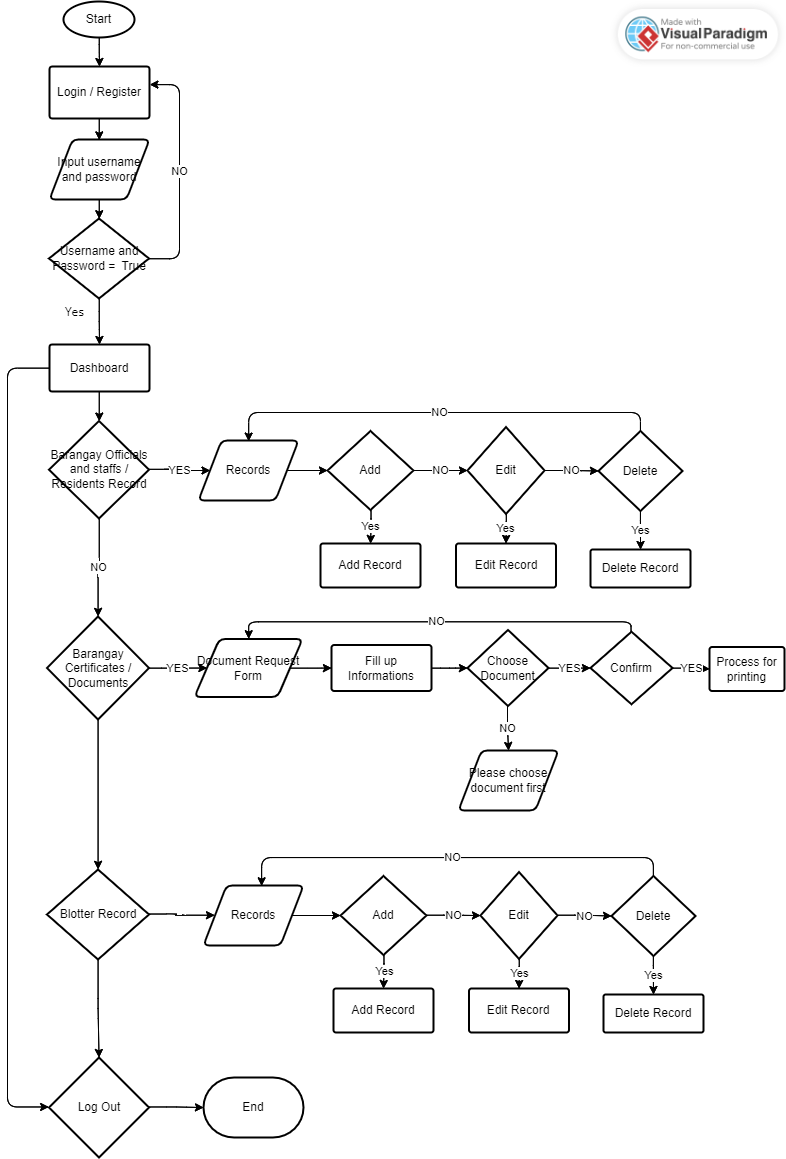 Start
Made with
Visual Paradigm
For non-commercial use
Login / Register
Input username
and password
NO
Username and
Password = True
Yes
Dashboard
NO
Barangay Officials
and staffs /
Residents Record
YES
Records
Add
NO
Edit
NO
Delete
Yes
Yes
Yes
Add Record
Edit Record
Delete Record
NO
NO
Barangay
Certificates /
Documents
YES
Document Request
Form
Fill up
Informations
Choose
Document
YES
Confirm
YES
Process for
printing
NO
Please choose
document first
NO
Blotter Record
Records
Add
NO
Edit
NO
Delete
Yes
Yes
Yes
Add Record
Edit Record
Delete Record
Log Out
End